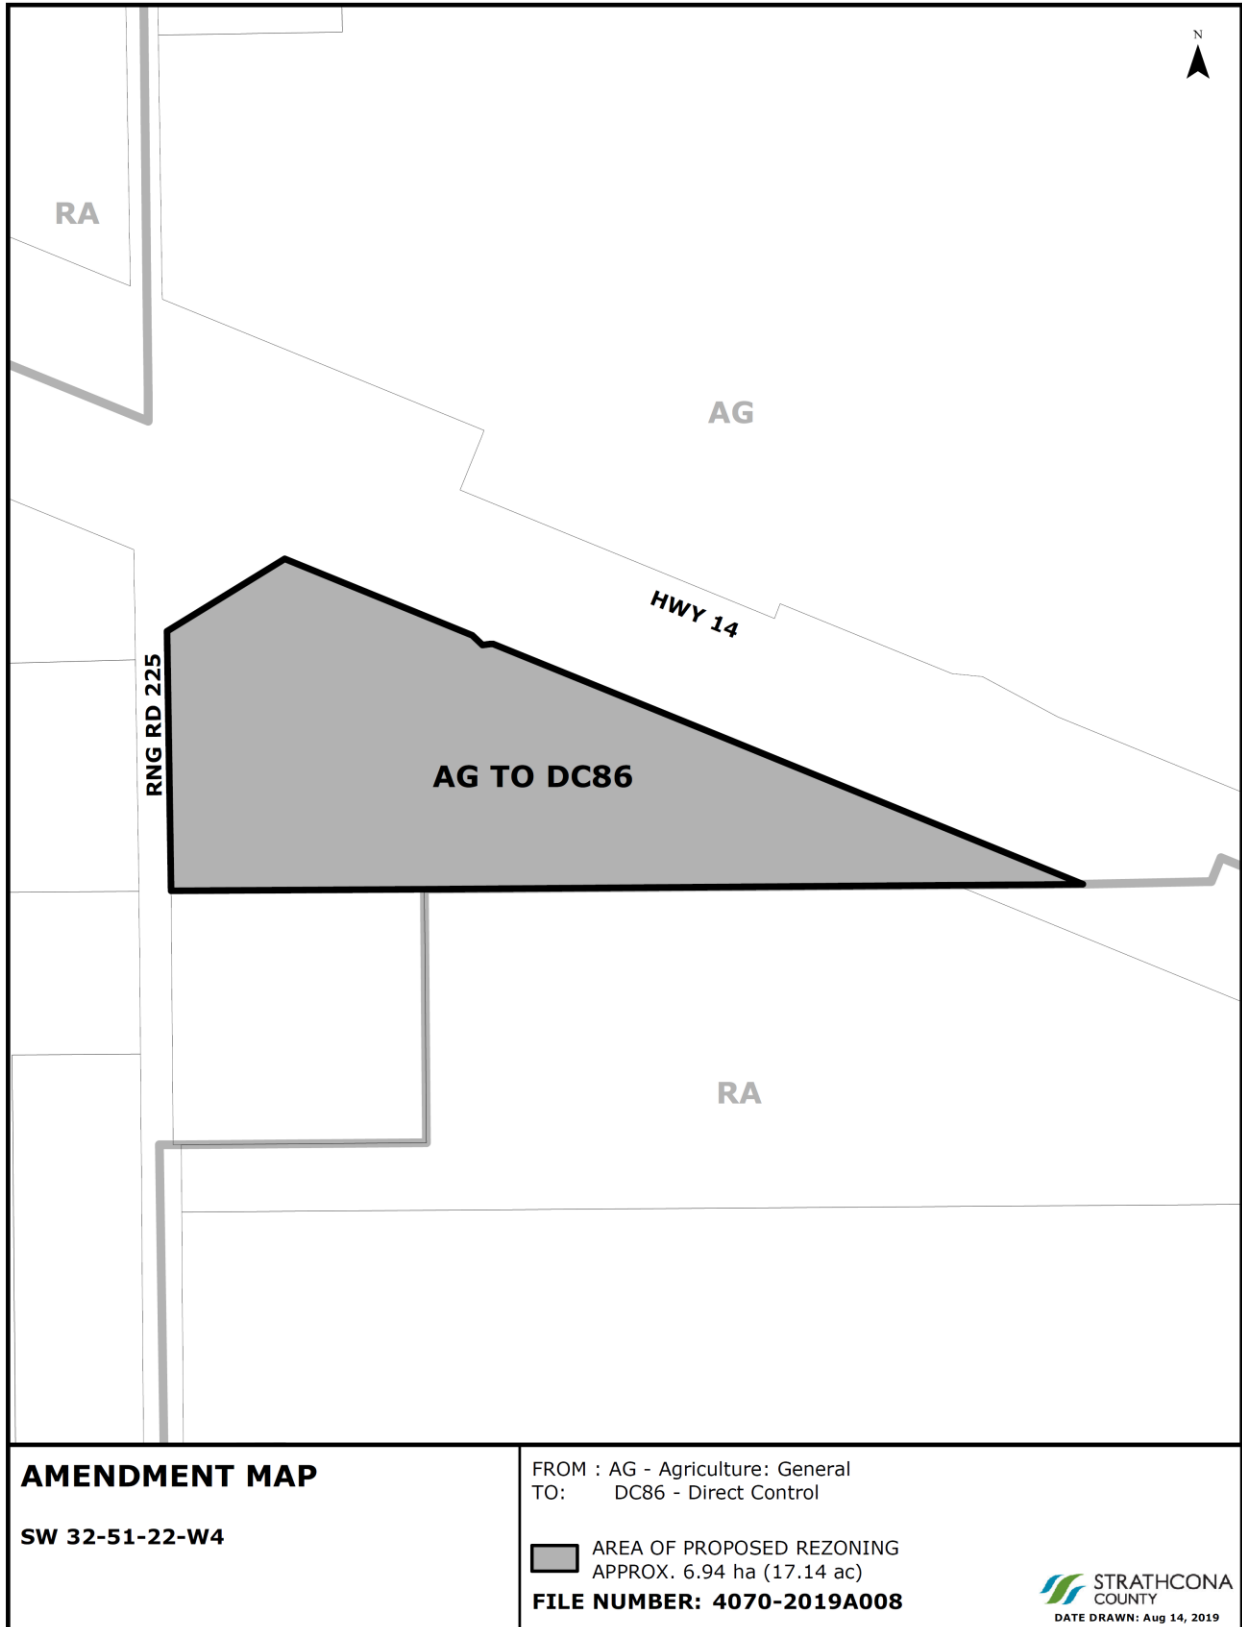 N
RA
AG
HWY 14
RNG RD 225
AG TO DC86
RA
AMENDMENT MAP
SW 32-51-22-W4
FROM : AG - Agriculture: General
TO: DC86 - Direct Control
AREA OF PROPOSED REZONING
APPROX. 6.94 ha (17.14 ac)
FILE NUMBER: 4070-2019A008
STRATHCONA
COUNTY
DATE DRAWN: Aug 14, 2019